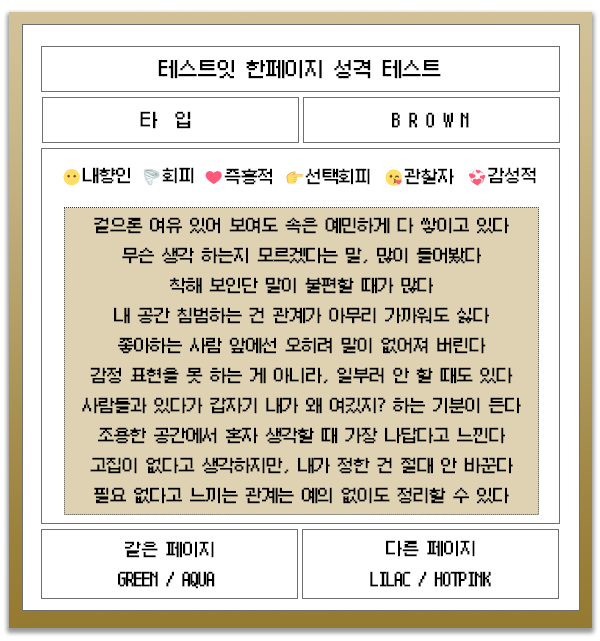 테스트잇 한페이지 성격 테스트
타 입
BROWN
😶내향인 🌪회피 ❤즉흥적 👉선택회피 😘관찰자 💞감성적
겉으론 여유 있어 보여도 속은 예민하게 다 쌓이고 있다
무슨 생각 하는지 모르겠다는 말, 많이 들어봤다
착해 보인단 말이 불편할 때가 많다
내 공간 침범하는 건 관계가 아무리 가까워도 싫다
좋아하는 사람 앞에선 오히려 말이 없어져 버린다
감정 표현을 못 하는 게 아니라, 일부러 안 할 때도 있다
사람들과 있다가 갑자기 내가 왜 여깄지? 하는 기분이 든다
조용한 공간에서 혼자 생각할 때 가장 나답다고 느낀다
고집이 없다고 생각하지만, 내가 정한 건 절대 안 바꾼다
필요 없다고 느끼는 관계는 예의 없이도 정리할 수 있다
같은 페이지
GREEN / AQUA
다른 페이지
LILAC / HOTPINK